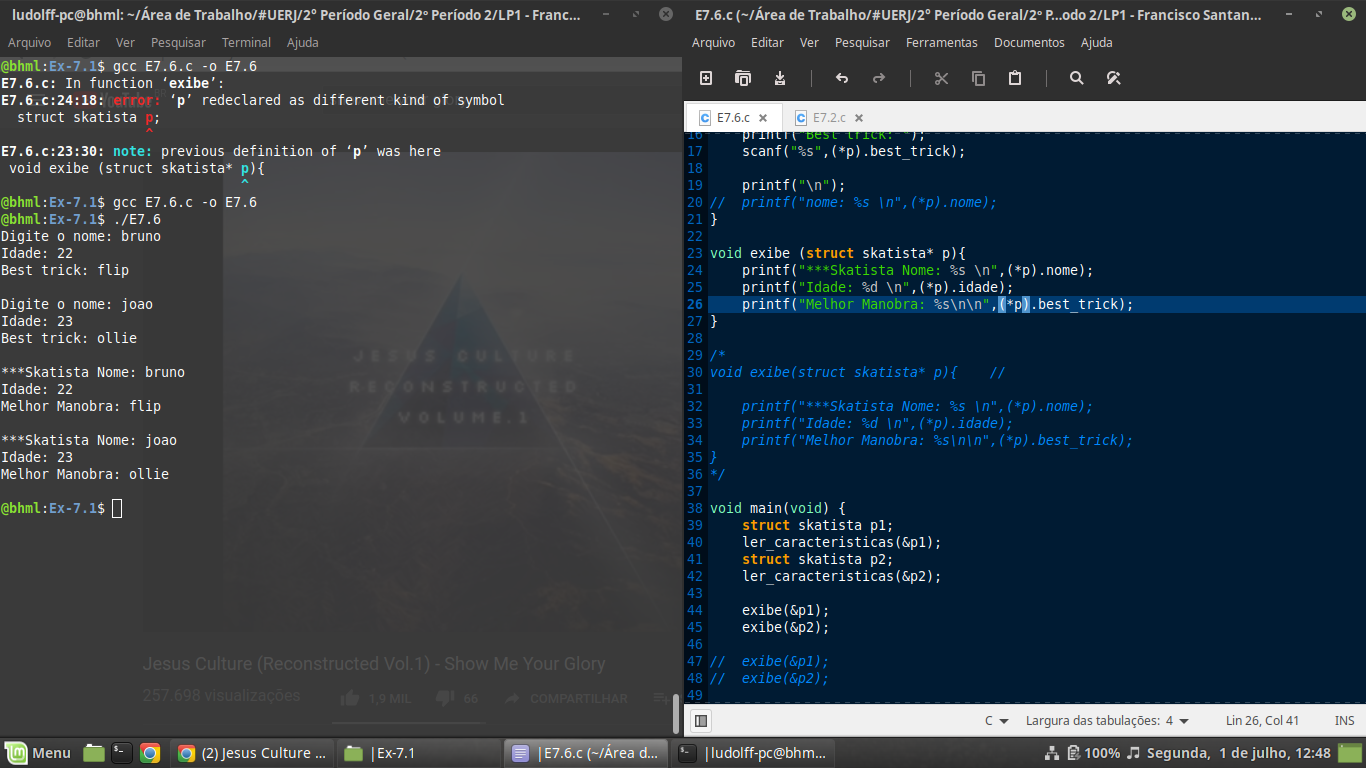 ludolff-pc@bhml: ~/Área de Trabalho/#UERJ/2° Período Geral/2º Período 2/LP1 - Franc...
Arquivo Editar Ver Pesquisar Terminal Ajuda
@bhml:Ex-7.1$ gcc E7.6.c -o E7.6
E7.6.c: In function ‘exibe’:
E7.6.c:24:18: error: ‘p’ redeclared as different kind of symbol
struct skatista p;
^
E7.6.c:23:30: note: previous definition of ‘p’ was here
void exibe (struct skatista* p){
^
@bhml:Ex-7.1$ gcc E7.6.c -o E7.6
@bhml:Ex-7.1$ ./E7.6
Digite o nome: bruno
Idade: 22
Best trick: flip
Digite o nome: joao
Idade: 23
Best trick: ollie
***Skatista Nome: bruno
Idade: 22
Melhor Manobra: flip
***Skatista Nome: joao
Idade: 23
Melhor Manobra: ollie
@bhml:Ex-7.1$
YouTube
JESUS CULTURE
RECONSTRUCTED
VOLUME.1
Jesus Culture (Reconstructed Vol.1) - Show Me Your Glory
257.698 visualizações 1,9 MIL 66 COMPARTILHAR
E7.6.c (~/Área de Trabalho/#UERJ/2° Período Geral/2º P...odo 2/LP1 - Francisco Santan...
Arquivo Editar Ver Pesquisar Ferramentas Documentos Ajuda
E7.6.c E7.2.c
16 printf("Best trick: ");
17 scanf("%s",(*p).best_trick);
18
19 printf("\n");
20 // printf("nome: %s \n",(*p).nome);
21 }
22
23 void exibe (struct skatista* p){
24 printf("***Skatista Nome: %s \n",(*p).nome);
25 printf("Idade: %d \n",(*p).idade);
26 printf("Melhor Manobra: %s\n\n",(*p).best_trick);
27 }
28
29 /*
30 void exibe(struct skatista* p){ //
31
32 printf("***Skatista Nome: %s \n",(*p).nome);
33 printf("Idade: %d \n",(*p).idade);
34 printf("Melhor Manobra: %s\n\n",(*p).best_trick);
35 }
36 */
37
38 void main(void) {
39 struct skatista p1;
40 ler_caracteristicas(&p1);
41 struct skatista p2;
42 ler_caracteristicas(&p2);
43
44 exibe(&p1);
45 exibe(&p2);
46
47 // exibe(&p1);
48 // exibe(&p2);
49
C Largura das tabulações: 4 Lin 26, Col 41 INS
Menu (2) Jesus Culture ... |Ex-7.1 |E7.6.c (~/Área d... |ludolff-pc@bhm... 100% Segunda, 1 de julho, 12:48